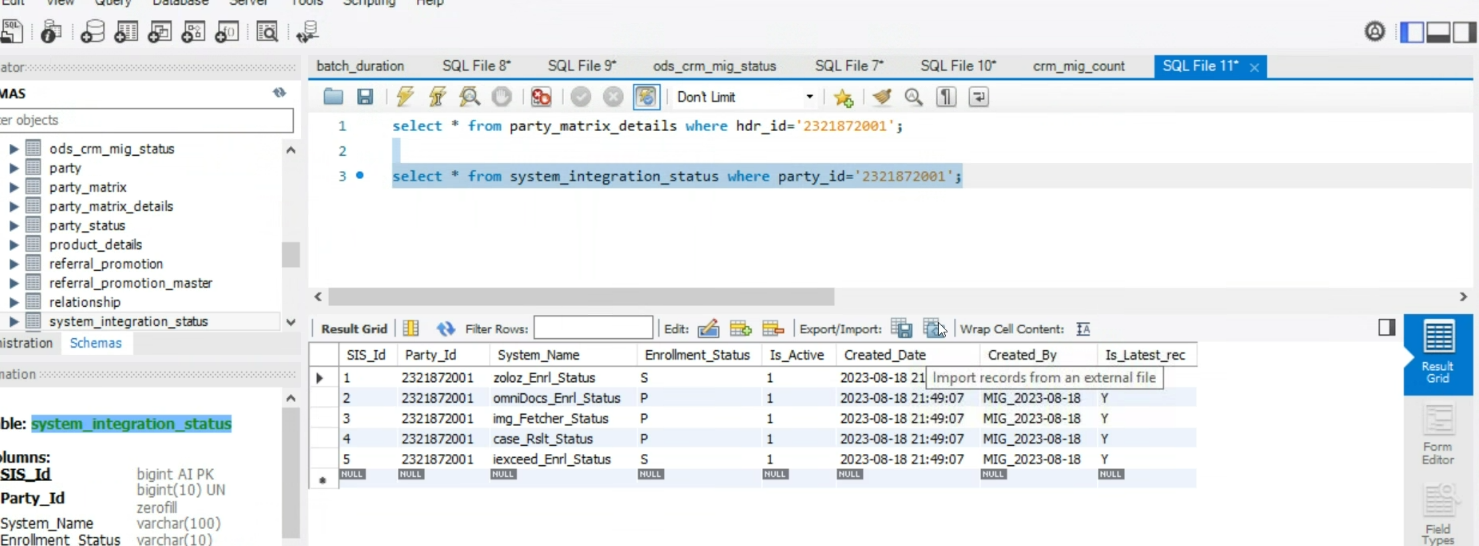 Edit View Query Database Server Tools Scripting Help
batch_duration SQL File 8* SQL File 9* ods_crm_mig_status SQL File 7* SQL File 10* crm_mig_count SQL File 11*
ator
MAS
er objects
Don't Limit
1 select * from party_matrix_details where hdr_id='2321872001';
2
3 select * from system_integration_status where party_id='2321872001';
ods_crm_mig_status
party
party_matrix
party_matrix_details
party_status
product_details
referral_promotion
referral_promotion_master
relationship
system_integration_status
nistration Schemas
mation
ble: system_integration_status
olumns:
SIS_Id bigint AI PK
Party_Id bigint(10) UN
zerofill
System_Name varchar(100)
Enrollment_Status varchar(10)
Result Grid Filter Rows: Edit: Export/Import: Wrap Cell Content:
SIS_Id Party_Id System_Name Enrollment_Status Is_Active Created_Date Created_By Is_Latest_rec
1 2321872001 zoloz_Enrl_Status S 1 2023-08-18 21
Import records from an external file
2 2321872001 omniDocs_Enrl_Status P 1 2023-08-18 21:49:07 MIG_2023-08-18 Y
3 2321872001 img_Fetcher_Status P 1 2023-08-18 21:49:07 MIG_2023-08-18 Y
4 2321872001 case_Rslt_Status P 1 2023-08-18 21:49:07 MIG_2023-08-18 Y
5 2321872001 iexceed_Enrl_Status S 1 2023-08-18 21:49:07 MIG_2023-08-18 Y
NULL NULL NULL NULL NULL NULL NULL NULL
Result
Grid
Form
Editor
Field
Types